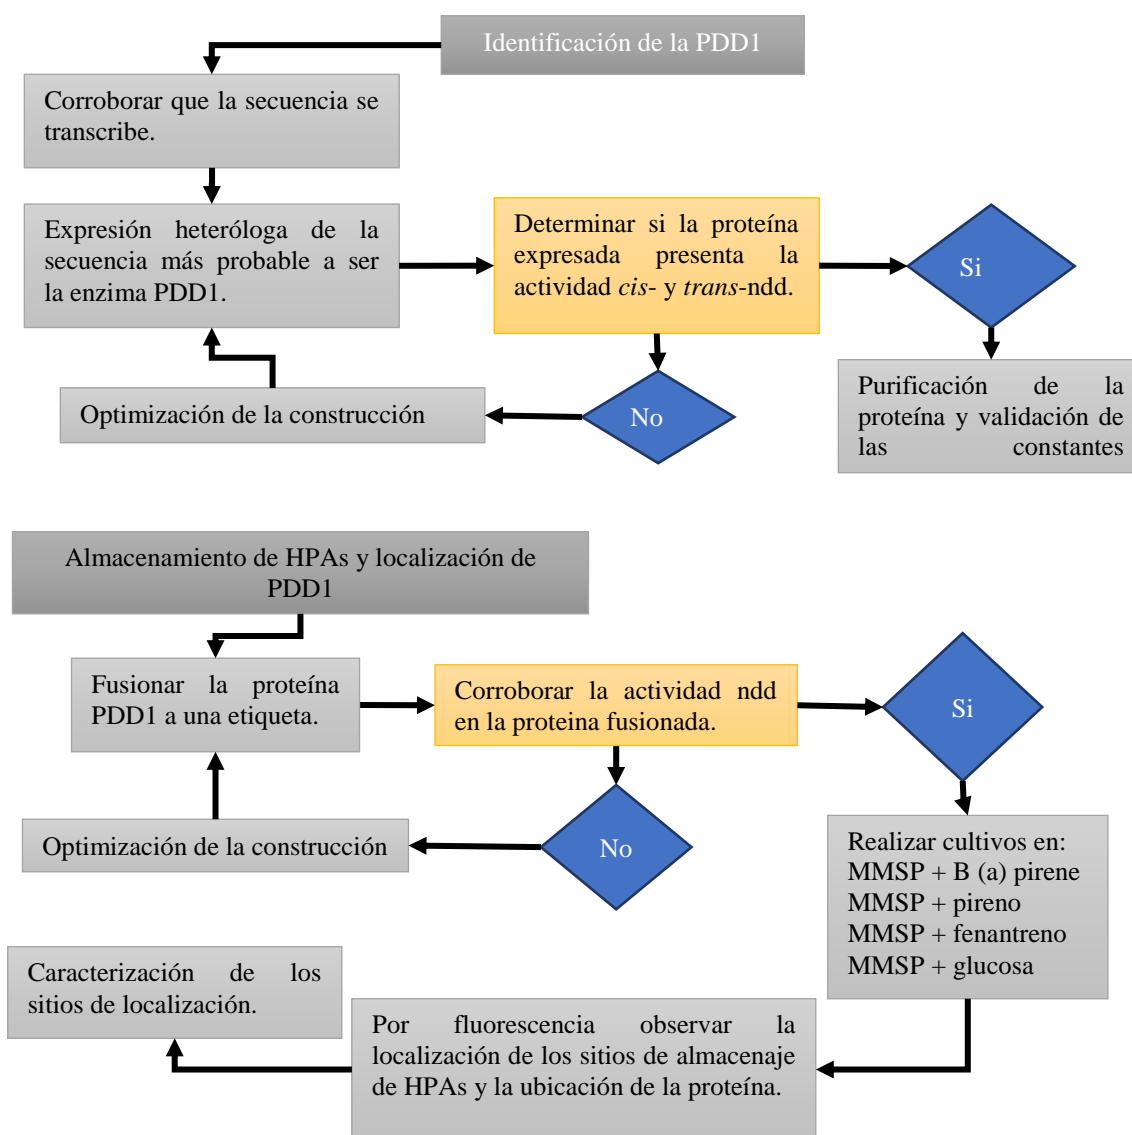 Identificación de la PDD1
Corroborar que la secuencia se
transcribe.
Expresión heteróloga de la
secuencia más probable a ser
la enzima PDD1.
Determinar si la proteína
expresada presenta la
actividad cis- y trans-ndd.
Si
No
Optimización de la construcción
Purificación de la
proteína y validación de
las constantes
Almacenamiento de HPAs y localización de
PDD1
Fusionar la proteína
PDD1 a una etiqueta.
Corroborar la actividad ndd
en la proteina fusionada.
Si
No
Optimización de la construcción
Realizar cultivos en:
MMSP + B (a) pirene
MMSP + pireno
MMSP + fenantreno
MMSP + glucosa
Por fluorescencia observar la
localización de los sitios de almacenaje
de HPAs y la ubicación de la proteína.
Caracterización de los
sitios de localización.